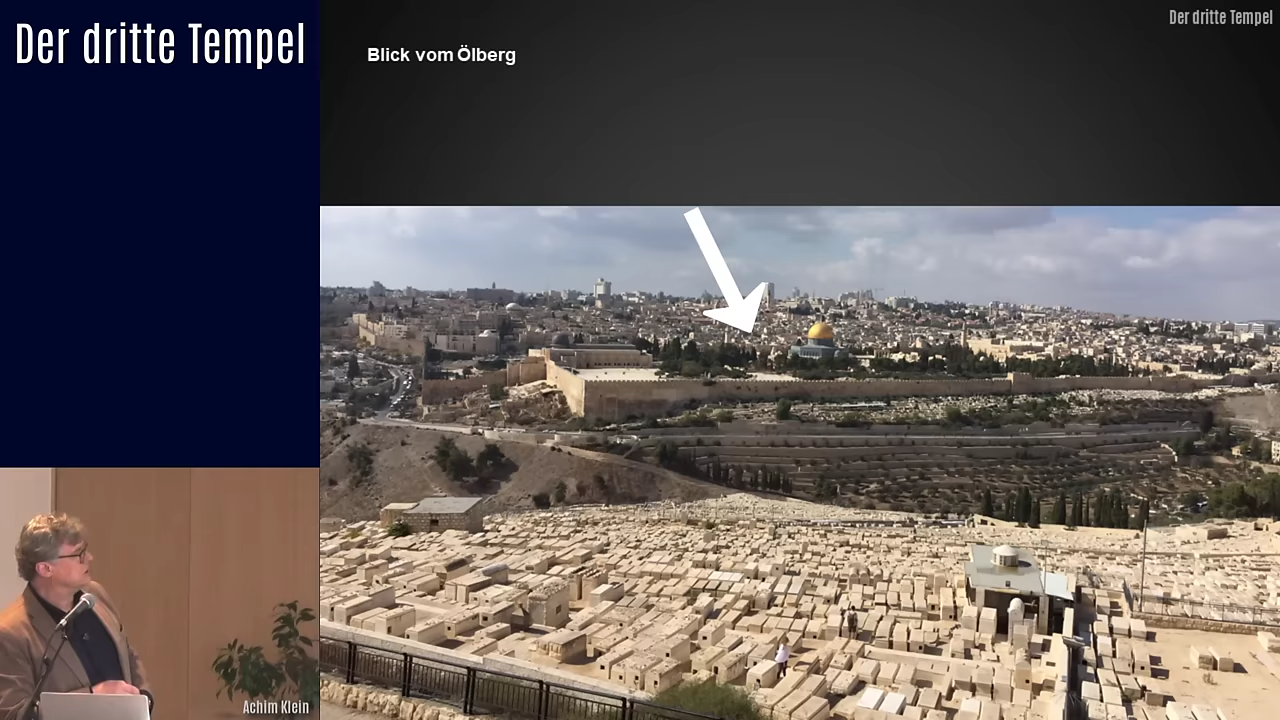 Der dritte Tempel
Der dritte Tempel
Blick vom Ölberg
Achim Klein